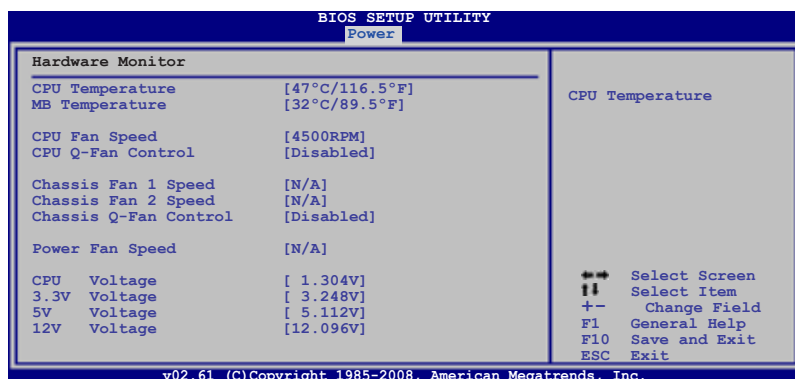 BIOS SETUP UTILITY
Power
Hardware Monitor
CPU Temperature [47°C/116.5°F]
MB Temperature [32°C/89.5°F]
CPU Fan Speed [4500RPM]
CPU Q-Fan Control [Disabled]
Chassis Fan 1 Speed [N/A]
Chassis Fan 2 Speed [N/A]
Chassis Q-Fan Control [Disabled]
Power Fan Speed [N/A]
CPU Voltage [ 1.304V]
3.3V Voltage [ 3.248V]
5V Voltage [ 5.112V]
12V Voltage [12.096V]
CPU Temperature
←→ Select Screen
↑↓ Select Item
+- Change Field
F1 General Help
F10 Save and Exit
ESC Exit
v02.61 (C)Copyright 1985-2008, American Megatrends, Inc.